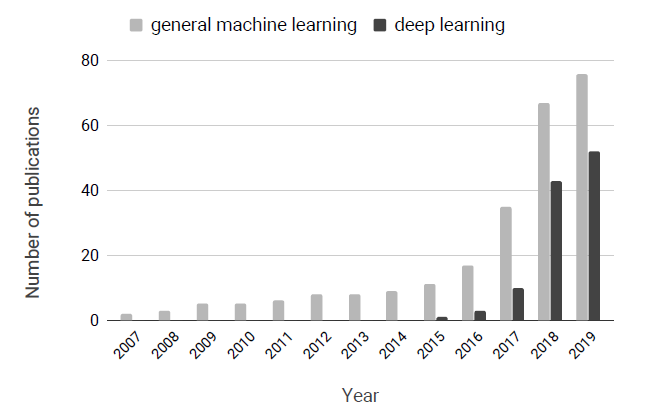 general machine learning deep learning
Number of publications
80
60
40
20
0
2007 2008 2009 2010 2011 2012 2013 2014 2015 2016 2017 2018 2019
Year